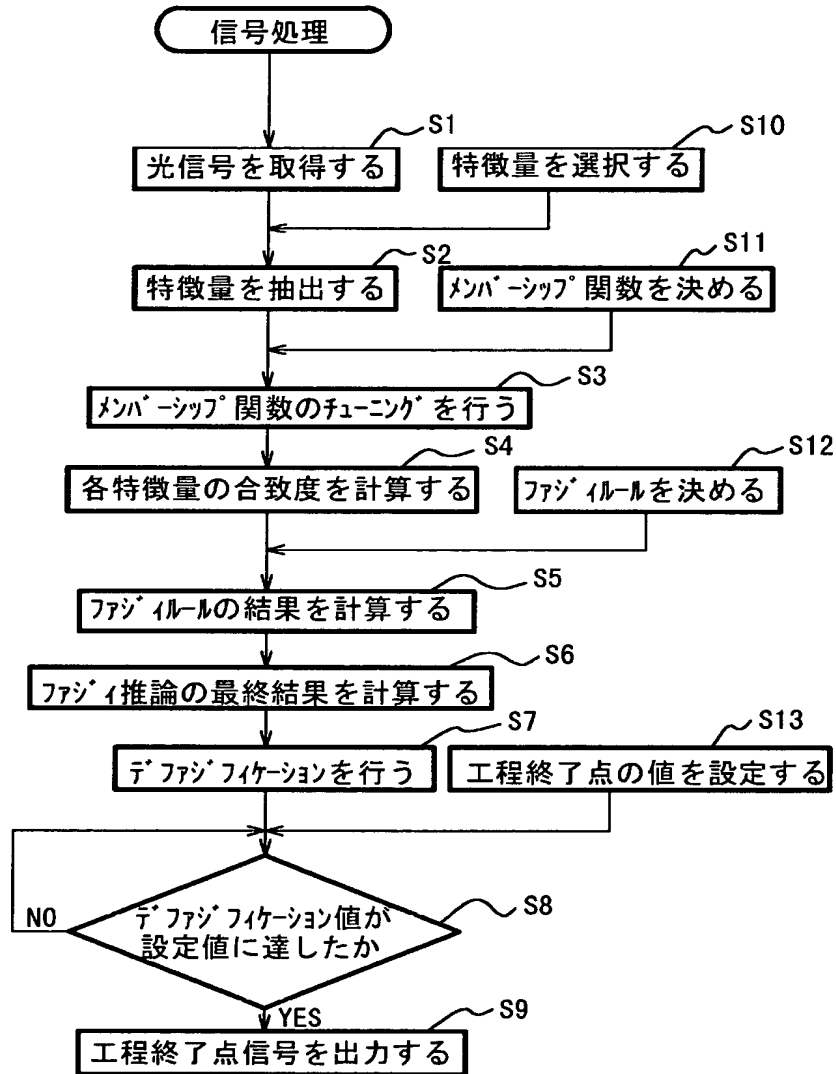 信号処理
S1
光信号を取得する
S10
特徴量を選択する
S2
特徴量を抽出する
S11
ﾒﾝﾊﾞｰｼｯﾌﾟ関数を決める
S3
ﾒﾝﾊﾞｰｼｯﾌﾟ関数のﾁｭｰﾆﾝｸﾞを行う
S4
各特徴量の合致度を計算する
S12
ﾌｧｼﾞｨﾙｰﾙを決める
S5
ﾌｧｼﾞｨﾙｰﾙの結果を計算する
S6
ﾌｧｼﾞｨ推論の最終結果を計算する
S7
ﾃﾞﾌｧｼﾞﾌｨｹｰｼｮﾝを行う
S13
工程終了点の値を設定する
S8
ﾃﾞﾌｧｼﾞﾌｨｹｰｼｮﾝ値が
設定値に達したか
NO
YES
S9
工程終了点信号を出力する